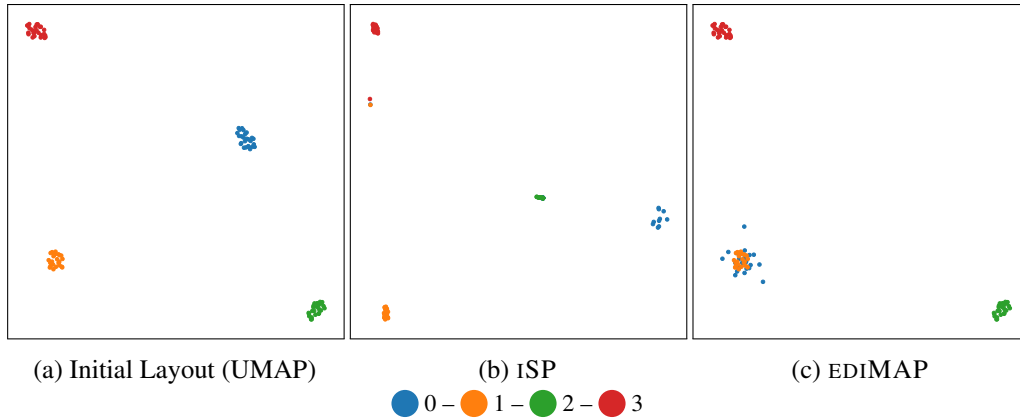 (a) Initial Layout (UMAP)
(b) ISP
(c) EDIMAP
0 – 1 – 2 – 3